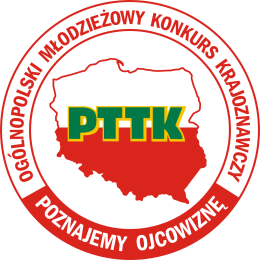 OGÓLNOPOLSKI MŁODZIEŻOWY KONKURS KRAJOZNAWCZY
PTTK
POZNAJEMY OJCOWIZNĘ